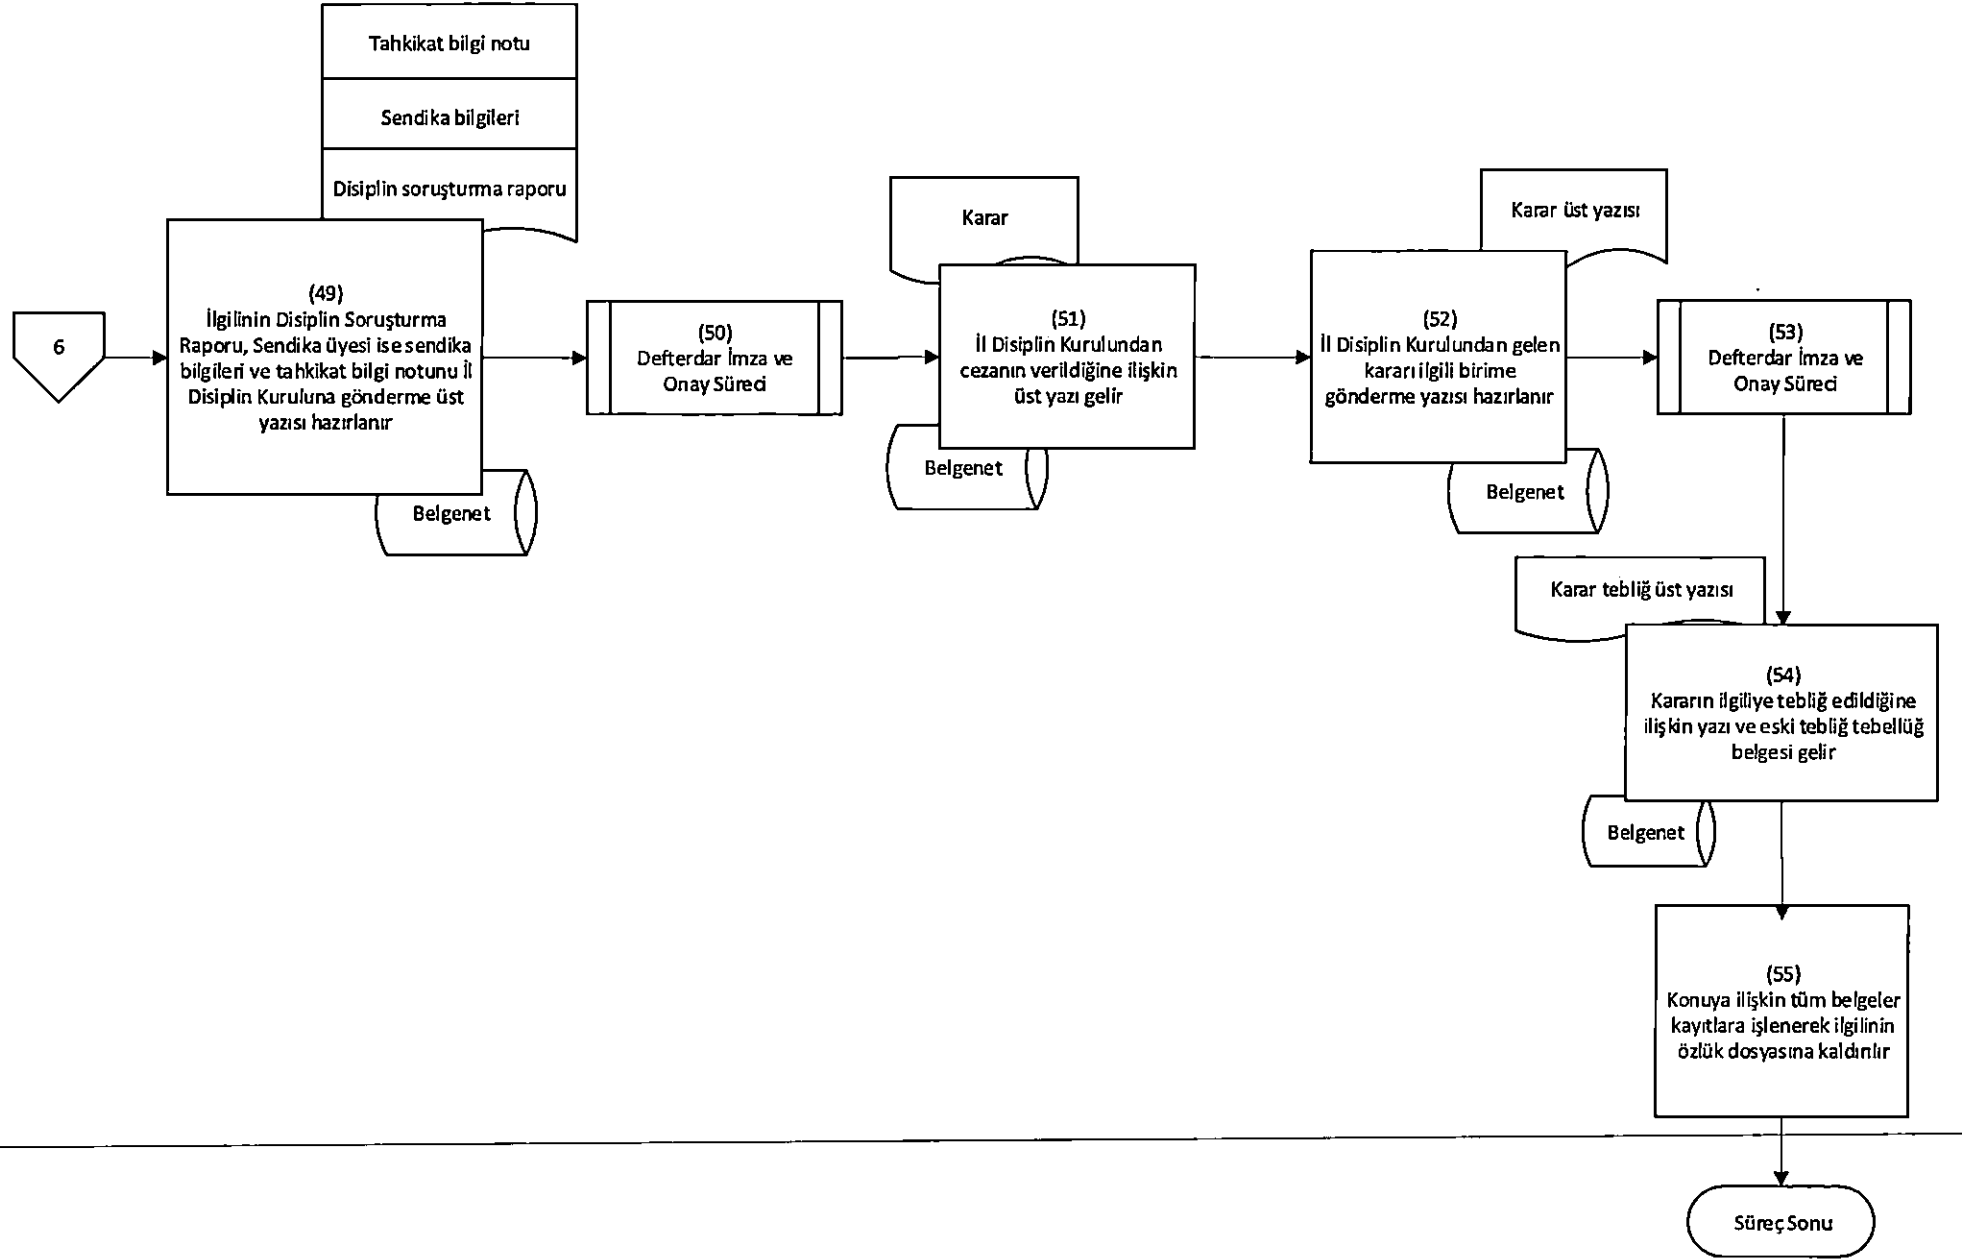 Tahkikat bilgi notu
Sendika bilgileri
Disiplin soruşturma raporu
6
(49)
İlgilinin Disiplin Soruşturma
Raporu, Sendika üyesi ise sendika
bilgileri ve tahkikat bilgi notunu İl
Disiplin Kuruluna gönderme üst
yazısı hazırlanır
Belgenet
(50)
Defterdar İmza ve
Onay Süreci
Karar
(51)
İl Disiplin Kurulundan
cezanın verildiğine ilişkin
üst yazı gelir
Belgenet
Karar üst yazısı
(52)
İl Disiplin Kurulundan gelen
kararı ilgili birime
gönderme yazısı hazırlanır
Belgenet
(53)
Defterdar İmza ve
Onay Süreci
Karar tebliğ üst yazısı
(54)
Kararın ilgiliye tebliğ edildiğine
ilişkin yazı ve eski tebliğ tebellüğ
belgesi gelir
Belgenet
(55)
Konuya ilişkin tüm belgeler
kayıtlara işlenerek ilgilinin
özlük dosyasına kaldırılır
Süreç Sonu